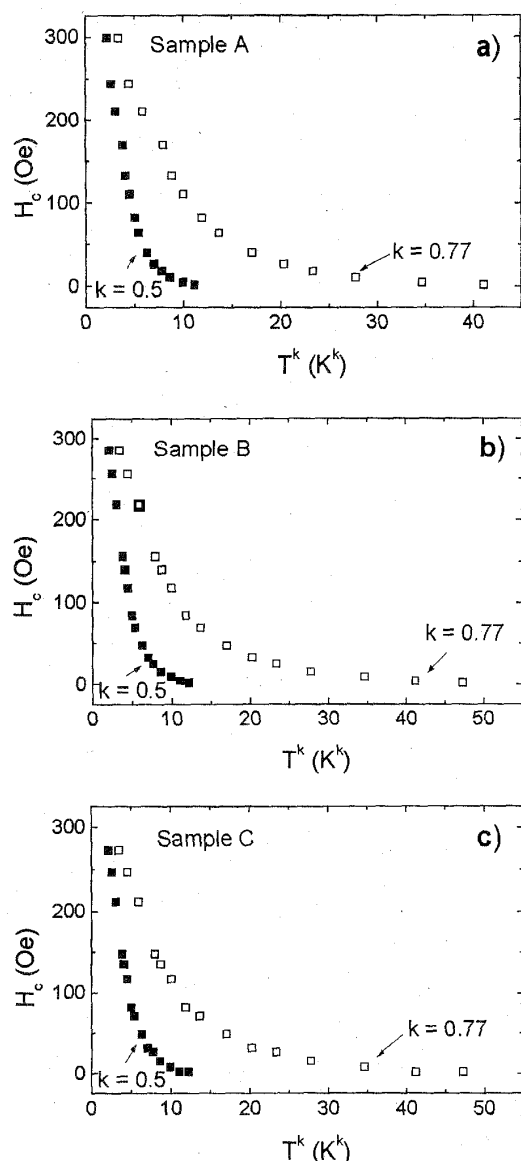 Sample A
a)
300
200
100
0
H_c (Oe)
k = 0.77
k = 0.5
0 10 20 30 40
T^k (K^k)
Sample B
b)
300
200
100
0
H_c (Oe)
k = 0.77
k = 0.5
0 10 20 30 40 50
T^k (K^k)
Sample C
c)
300
200
100
0
H_c (Oe)
k = 0.77
k = 0.5
0 10 20 30 40 50
T^k (K^k)